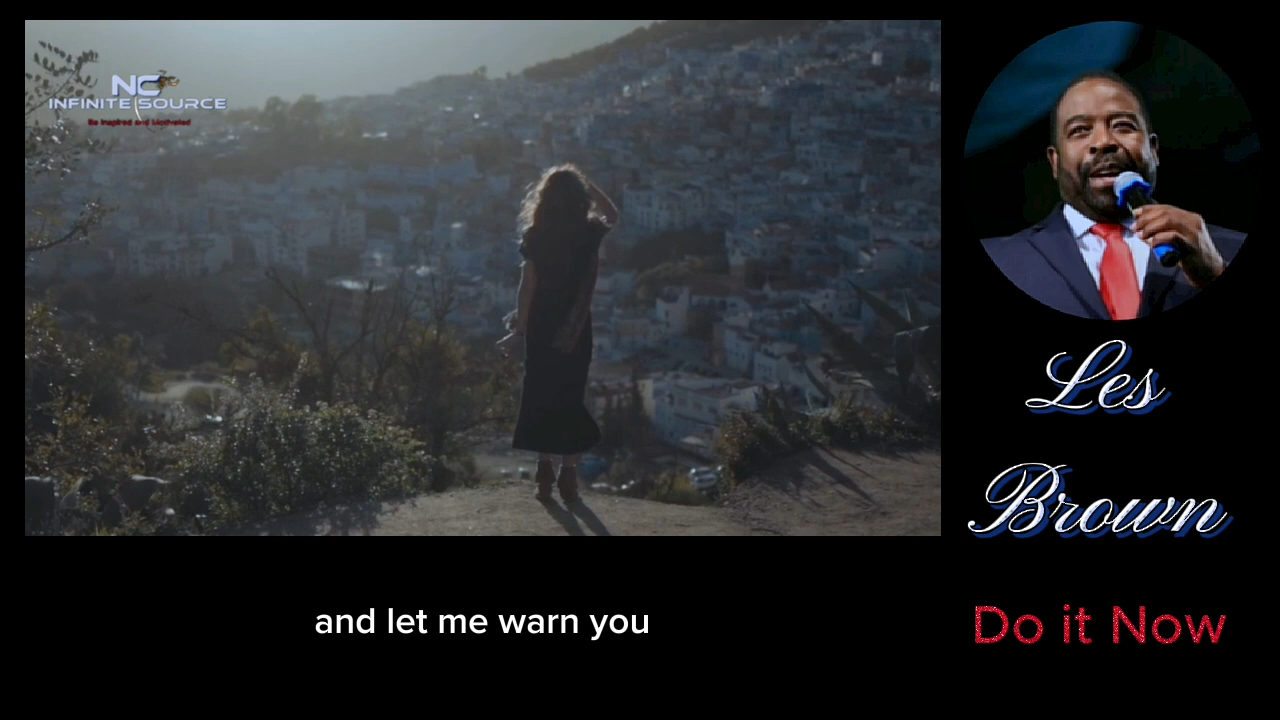 NC
INFINITE SOURCE
Be Inspired and Motivated
Les
Brown
and let me warn you
Do it Now